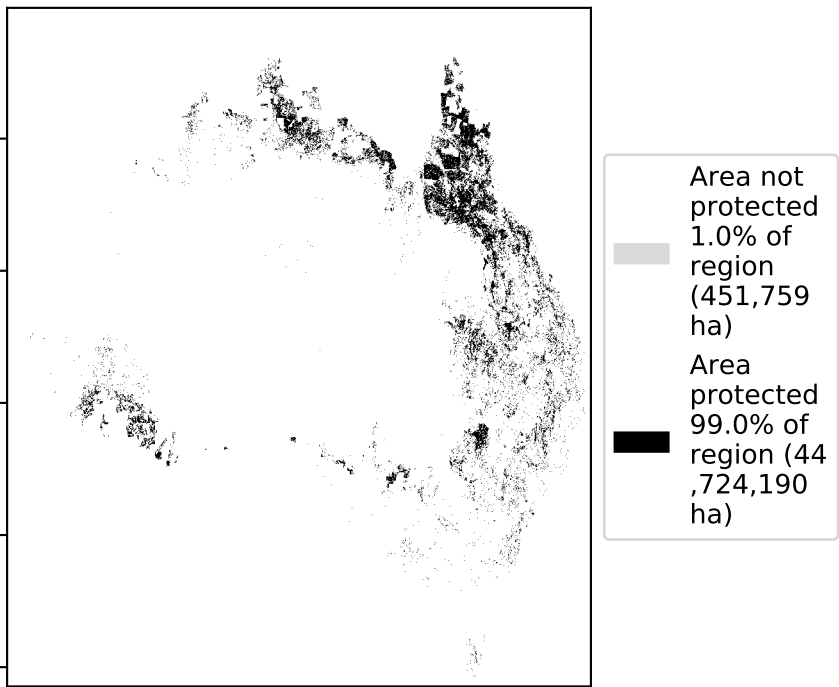 Area not
protected
1.0% of
region
(451,759
ha)
Area
protected
99.0% of
region (44
,724,190
ha)